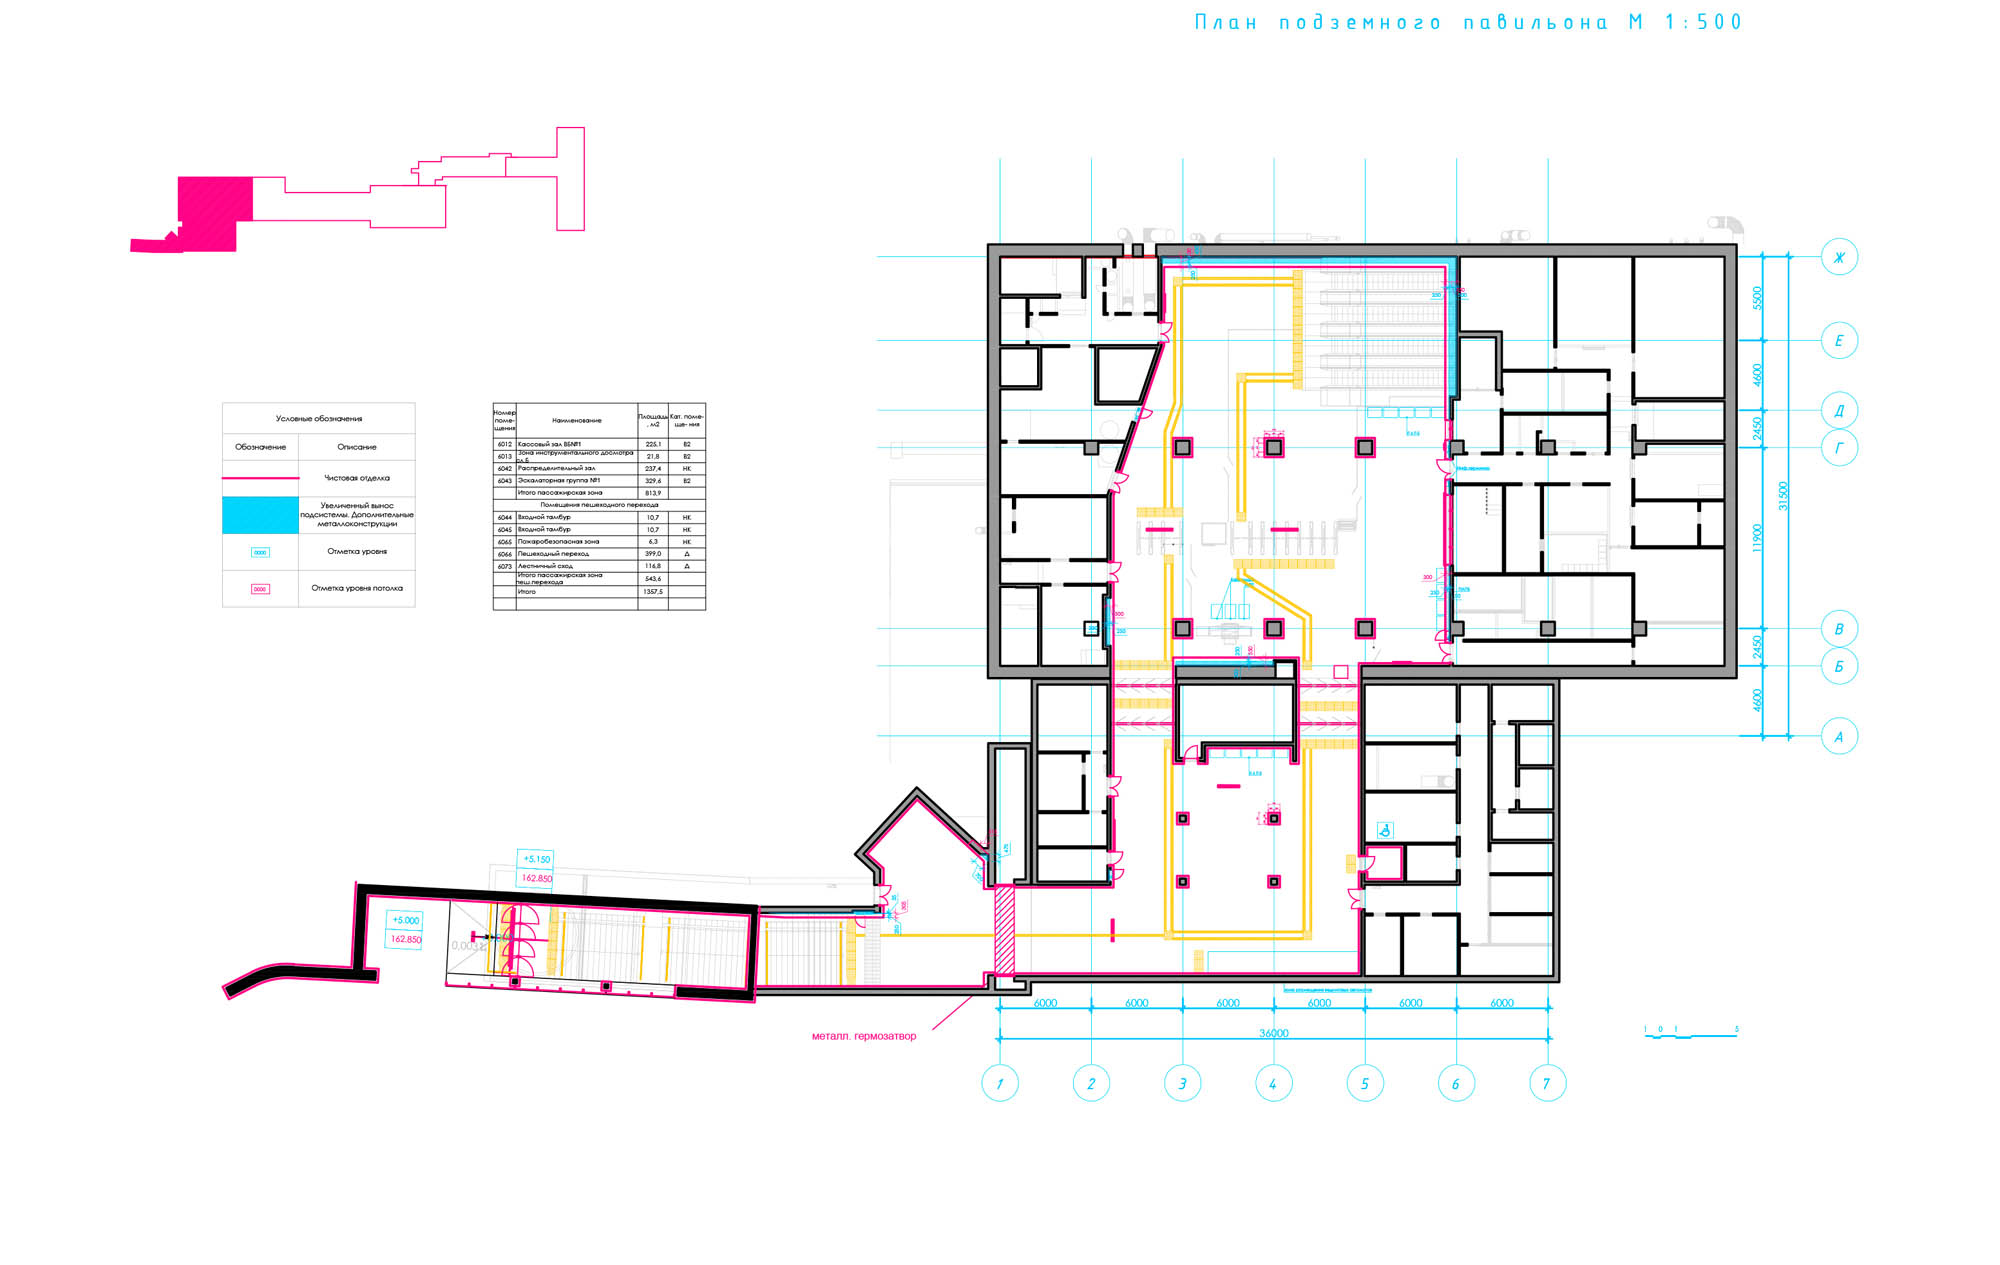 План подземного павильона М 1:500
Условные обозначения
Обозначение Описание
Чистовая отделка
Увеличенный вынос
подсистемы. Дополнительные
металлоконструкции
0000 Отметка уровня
0000 Отметка уровня потолка
Номер
поме-
щения
Наименование
Площадь
, м2
Кат. поме-
ще- ния
6012 Кассовый зал ВБ№1 225,1 В2
6013 Зона инструментального досмотра 21,8 В2
6042 Распределительный зал 237,4 НК
6043 Эскалаторная группа №1 329,6 В2
Итого пассажирская зона 813,9
Помещения пешеходного перехода
6044 Входной тамбур 10,7 НК
6045 Входной тамбур 10,7 НК
6065 Пожаробезопасная зона 6,3 НК
6066 Пешеходный переход 399,0 Д
6073 Лестничный сход 116,8 Д
Итого пассажирская зона
пеш.перехода 543,6
Итого 1357,5
Ж
Е
Д
Г
В
Б
А
5500
4600
2450
11900
2450
4600
31500
+5.150
162.850
+5.000
162.850
металл. гермозатвор
6000 6000 6000 6000 6000 6000
36000
1 2 3 4 5 6 7
1 0 1 5